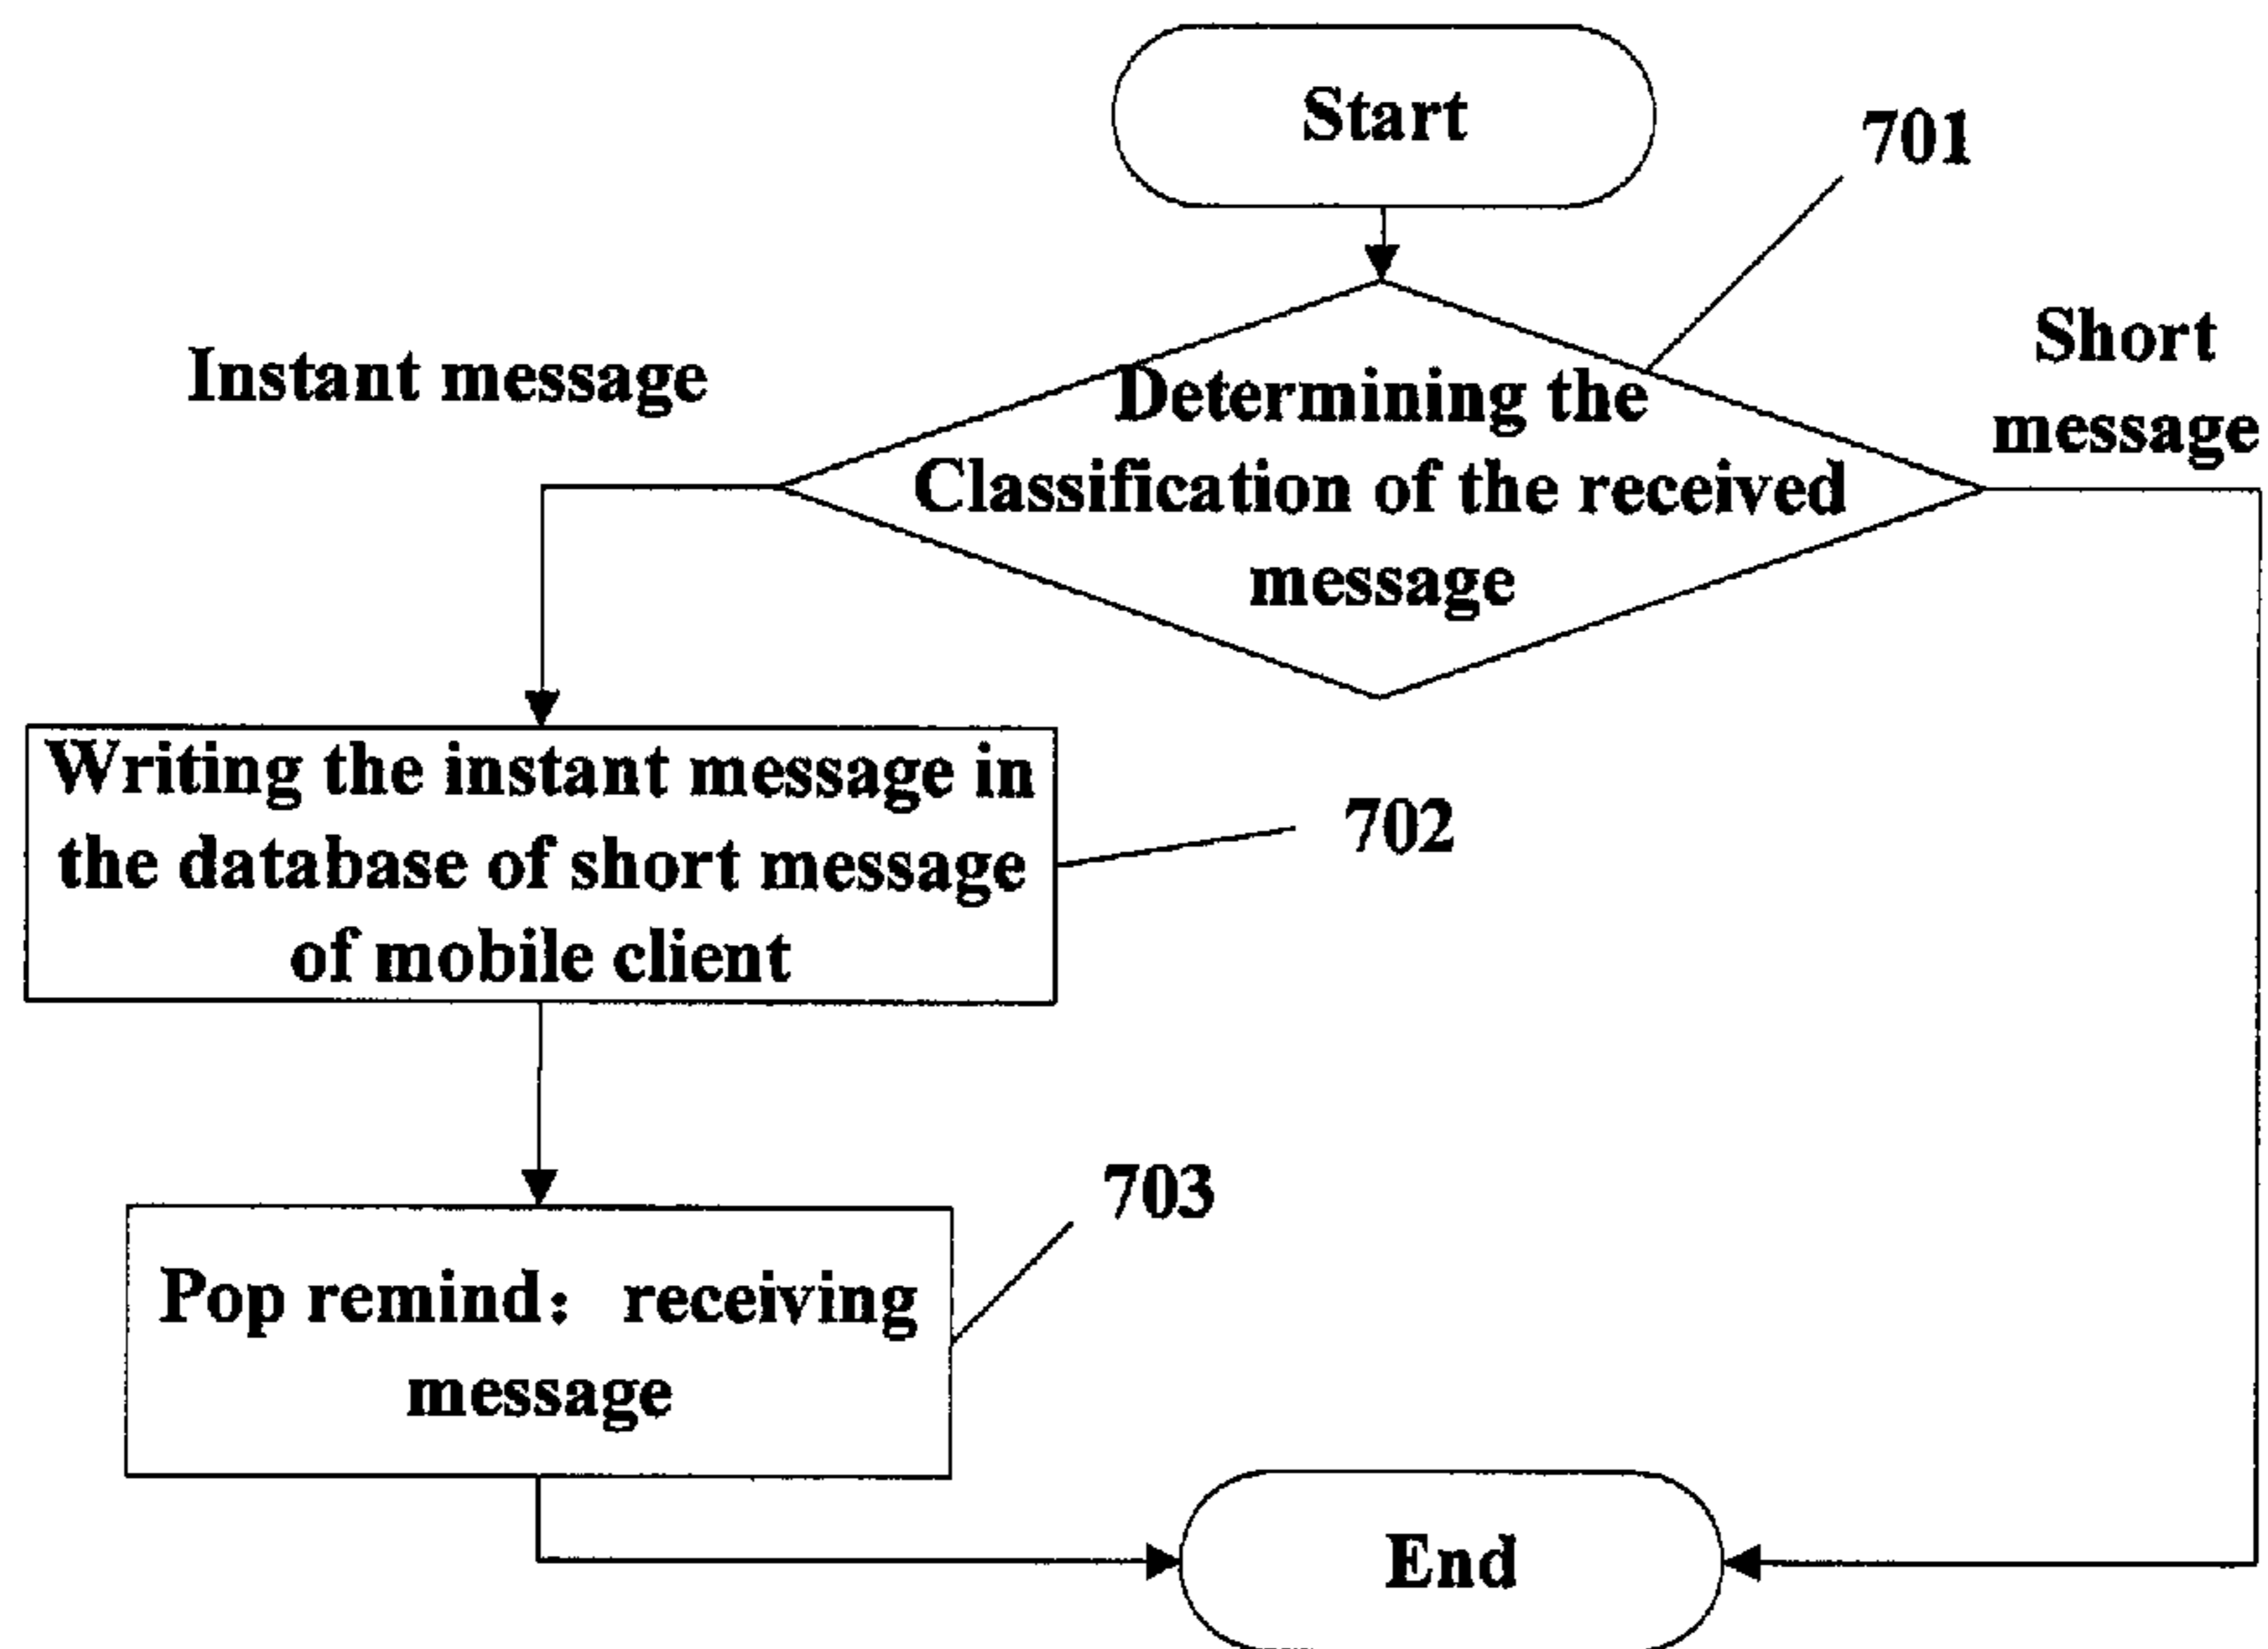 Start
701
Short
message
Instant message
Determining the
Classification of the received
message
Writing the instant message in
the database of short message
of mobile client
702
703
Pop remind: receiving
message
End